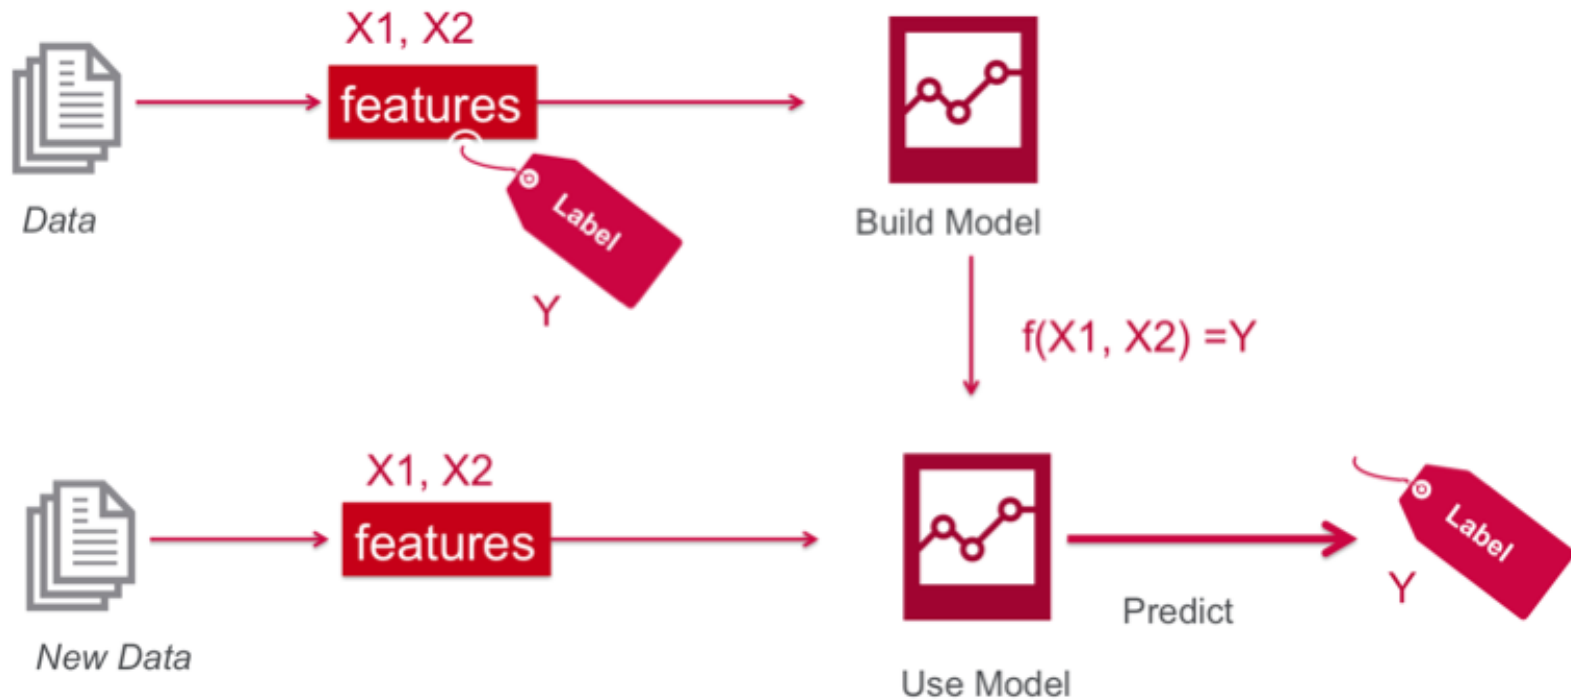 X1, X2
features
Data
Label
Y
Build Model
f(X1, X2) =Y
X1, X2
features
New Data
Use Model
Predict
Label
Y